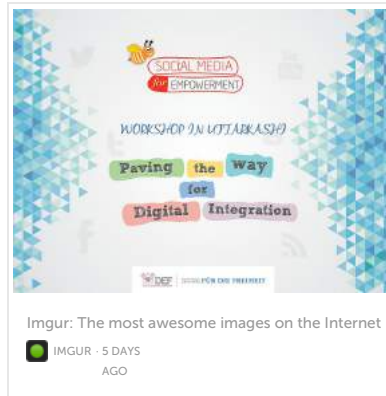 SOCIAL MEDIA
for EMPOWERMENT
WORKSHOP IN UTTARKASHI
Paving the Way
for
Digital Integration
DEF
FÜR DIE FREIHEIT
Imgur: The most awesome images on the Internet
IMGUR · 5 DAYS
AGO